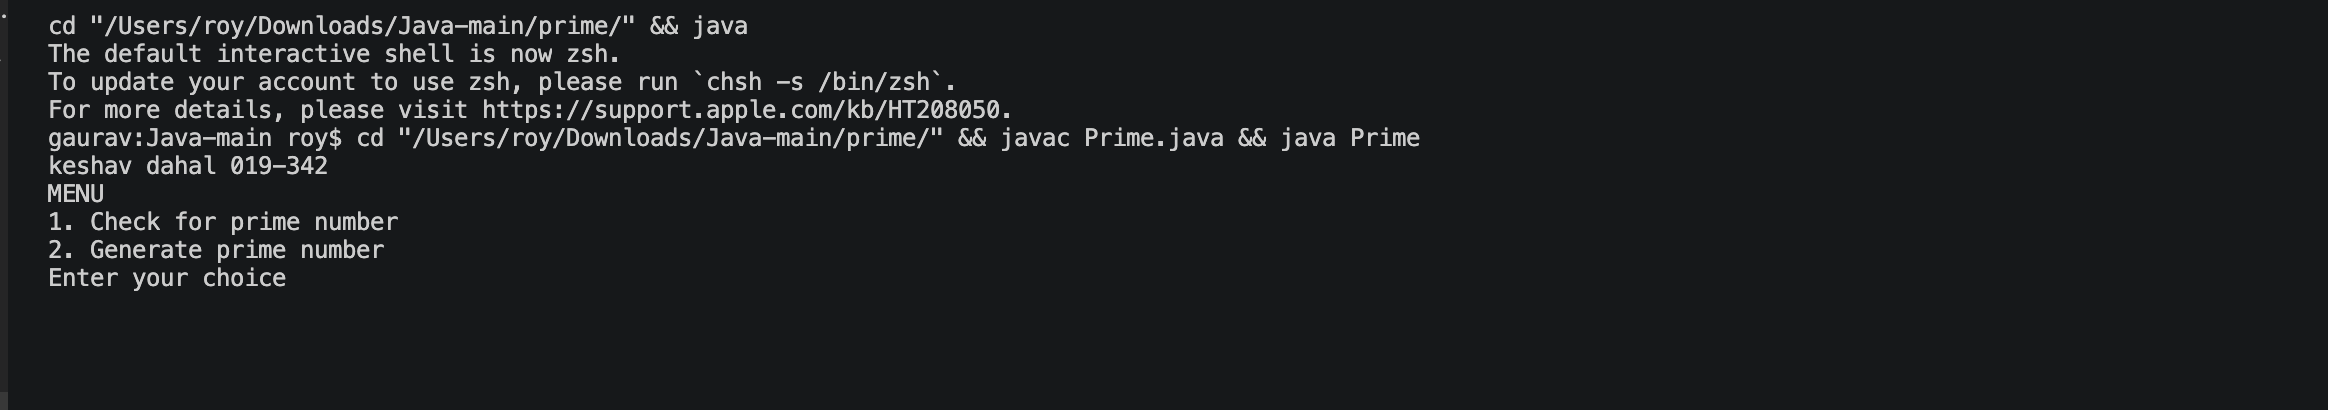 cd "/Users/roy/Downloads/Java-main/prime/" && java
The default interactive shell is now zsh.
To update your account to use zsh, please run `chsh -s /bin/zsh`.
For more details, please visit https://support.apple.com/kb/HT208050.
gaurav:Java-main roy$ cd "/Users/roy/Downloads/Java-main/prime/" && javac Prime.java && java Prime
keshav dahal 019-342
MENU
1. Check for prime number
2. Generate prime number
Enter your choice